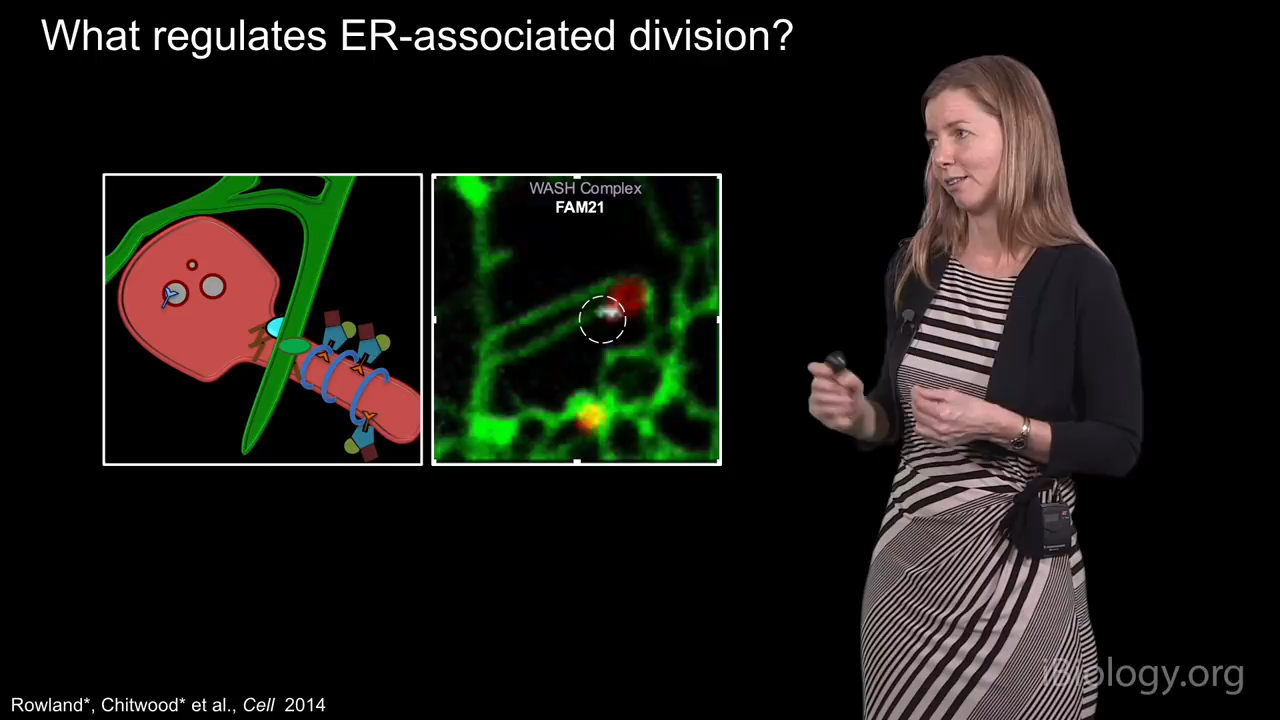 What regulates ER-associated division?
WASH Complex
FAM21
Rowland*, Chitwood* et al., Cell 2014
iBiology.org